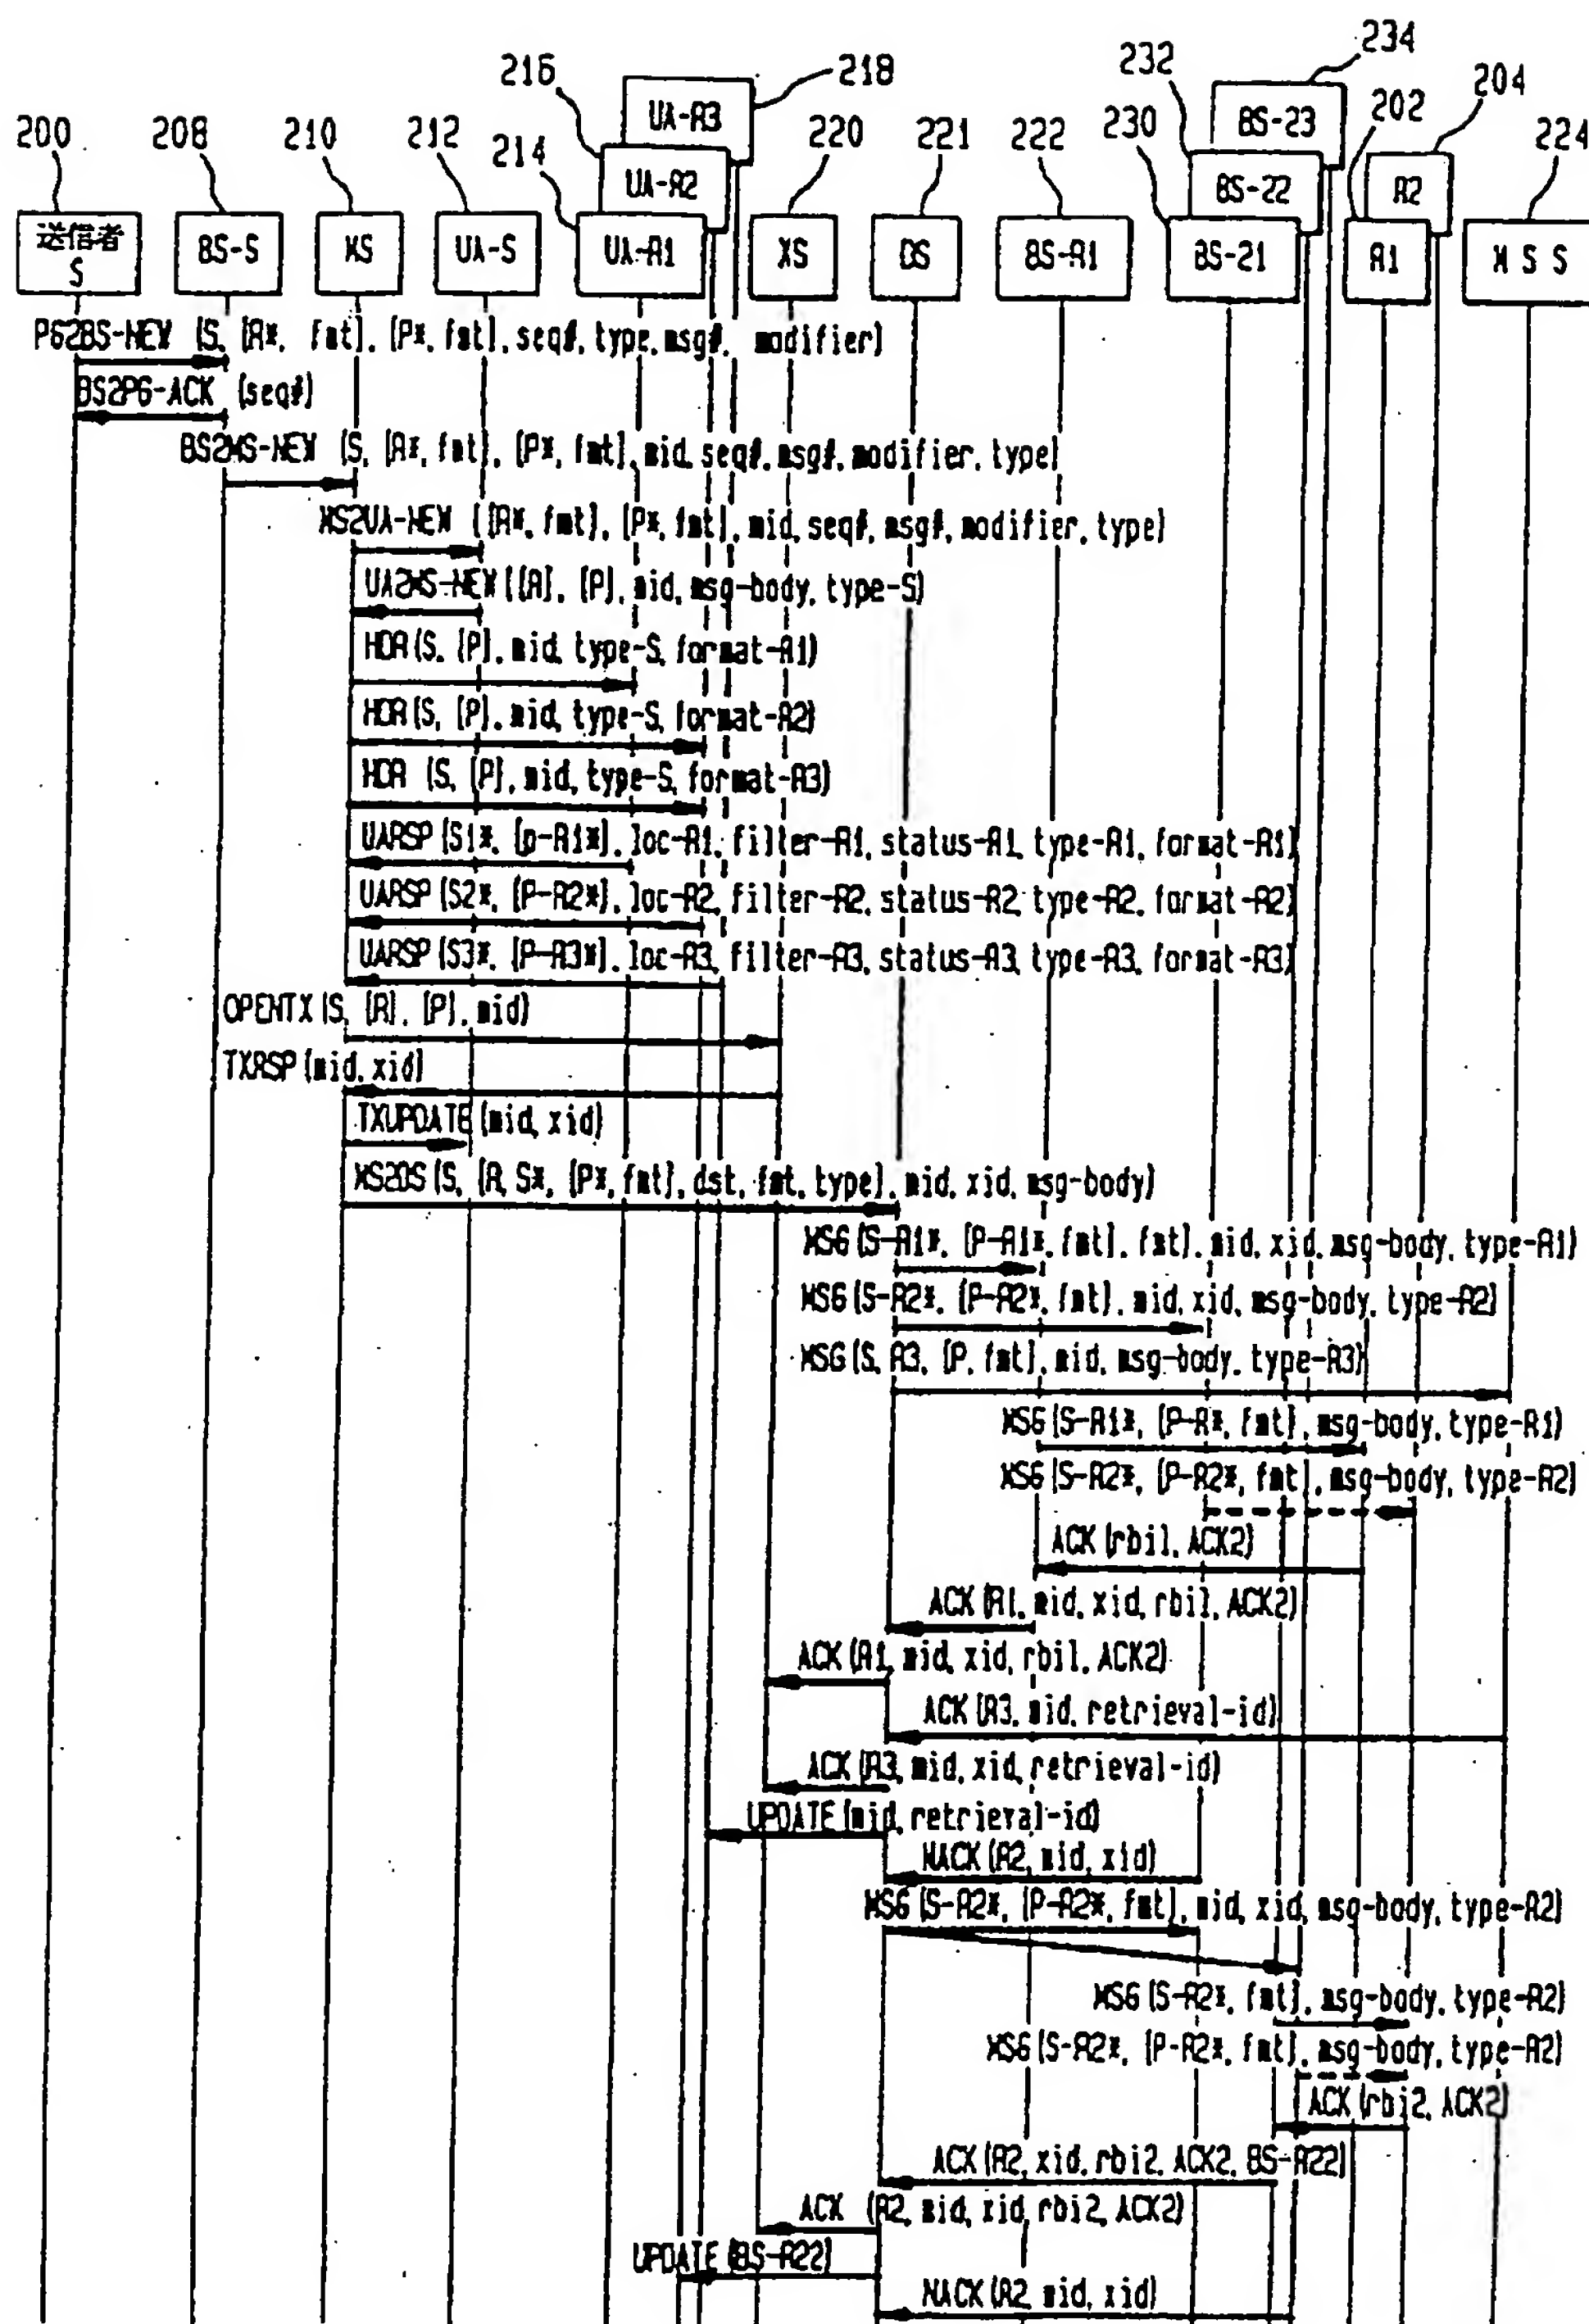 234
216
218
232
204
UA-R3
BS-23
202
200
208
210
212
214
220
221
222
230
224
UA-R2
BS-22
R2
送信者
S
BS-S
MS
UA-S
UA-R1
XS
DS
BS-R1
BS-21
R1
M S S
PG2BS-NEW (S, [R*, fmt], [P*, fmt], seq#, type, msg#, modifier)
BS2PG-ACK (seq#)
BS2MS-NEW (S, [R*, fmt], [P*, fmt], mid, seq#, msg#, modifier, type)
MS2UA-NEW ([R*, fmt], [P*, fmt], mid, seq#, msg#, modifier, type)
UA2MS-NEW ([R], [P], mid, msg-body, type-S)
HDR (S, [P], mid, type-S, format-R1)
HDR (S, [P], mid, type-S, format-R2)
HDR (S, [P], mid, type-S, format-R3)
UARSP (S1*, [p-R1*], loc-R1, filter-R1, status-R1, type-R1, format-R1)
UARSP (S2*, [P-R2*], loc-R2, filter-R2, status-R2, type-R2, format-R2)
UARSP (S3*, [P-R3*], loc-R3, filter-R3, status-R3, type-R3, format-R3)
OPENTX (S, [R], [P], mid)
TXRSP (mid, xid)
TXUPDATE (mid, xid)
MS2DS (S, [R, S*, [P*, fmt], dst, fmt, type], mid, xid, msg-body)
MSG (S-R1*, [P-R1*, fmt], fmt], mid, xid, msg-body, type-R1)
MSG (S-R2*, [P-R2*, fmt], mid, xid, msg-body, type-R2)
MSG (S, R3, [P, fmt], mid, msg-body, type-R3)
MSG (S-R1*, [P-R*, fmt], msg-body, type-R1)
MSG (S-R2*, [P-R2*, fmt], msg-body, type-R2)
ACK (rbi1, ACK2)
ACK (R1, mid, xid, rbi1, ACK2)
ACK (R1, mid, xid, rbi1, ACK2)
ACK (R3, mid, retrieval-id)
ACK (R3, mid, xid, retrieval-id)
UPDATE (mid, retrieval-id)
NACK (R2, mid, xid)
MSG (S-R2*, [P-R2*, fmt], mid, xid, msg-body, type-R2)
MSG (S-R2*, fmt], msg-body, type-R2)
MSG (S-R2*, [P-R2*, fmt], msg-body, type-R2)
ACK (rbi2, ACK2)
ACK (R2, xid, rbi2, ACK2, BS-R22)
ACK (R2, mid, xid, rbi2, ACK2)
UPDATE (BS-R22)
NACK (R2, mid, xid)